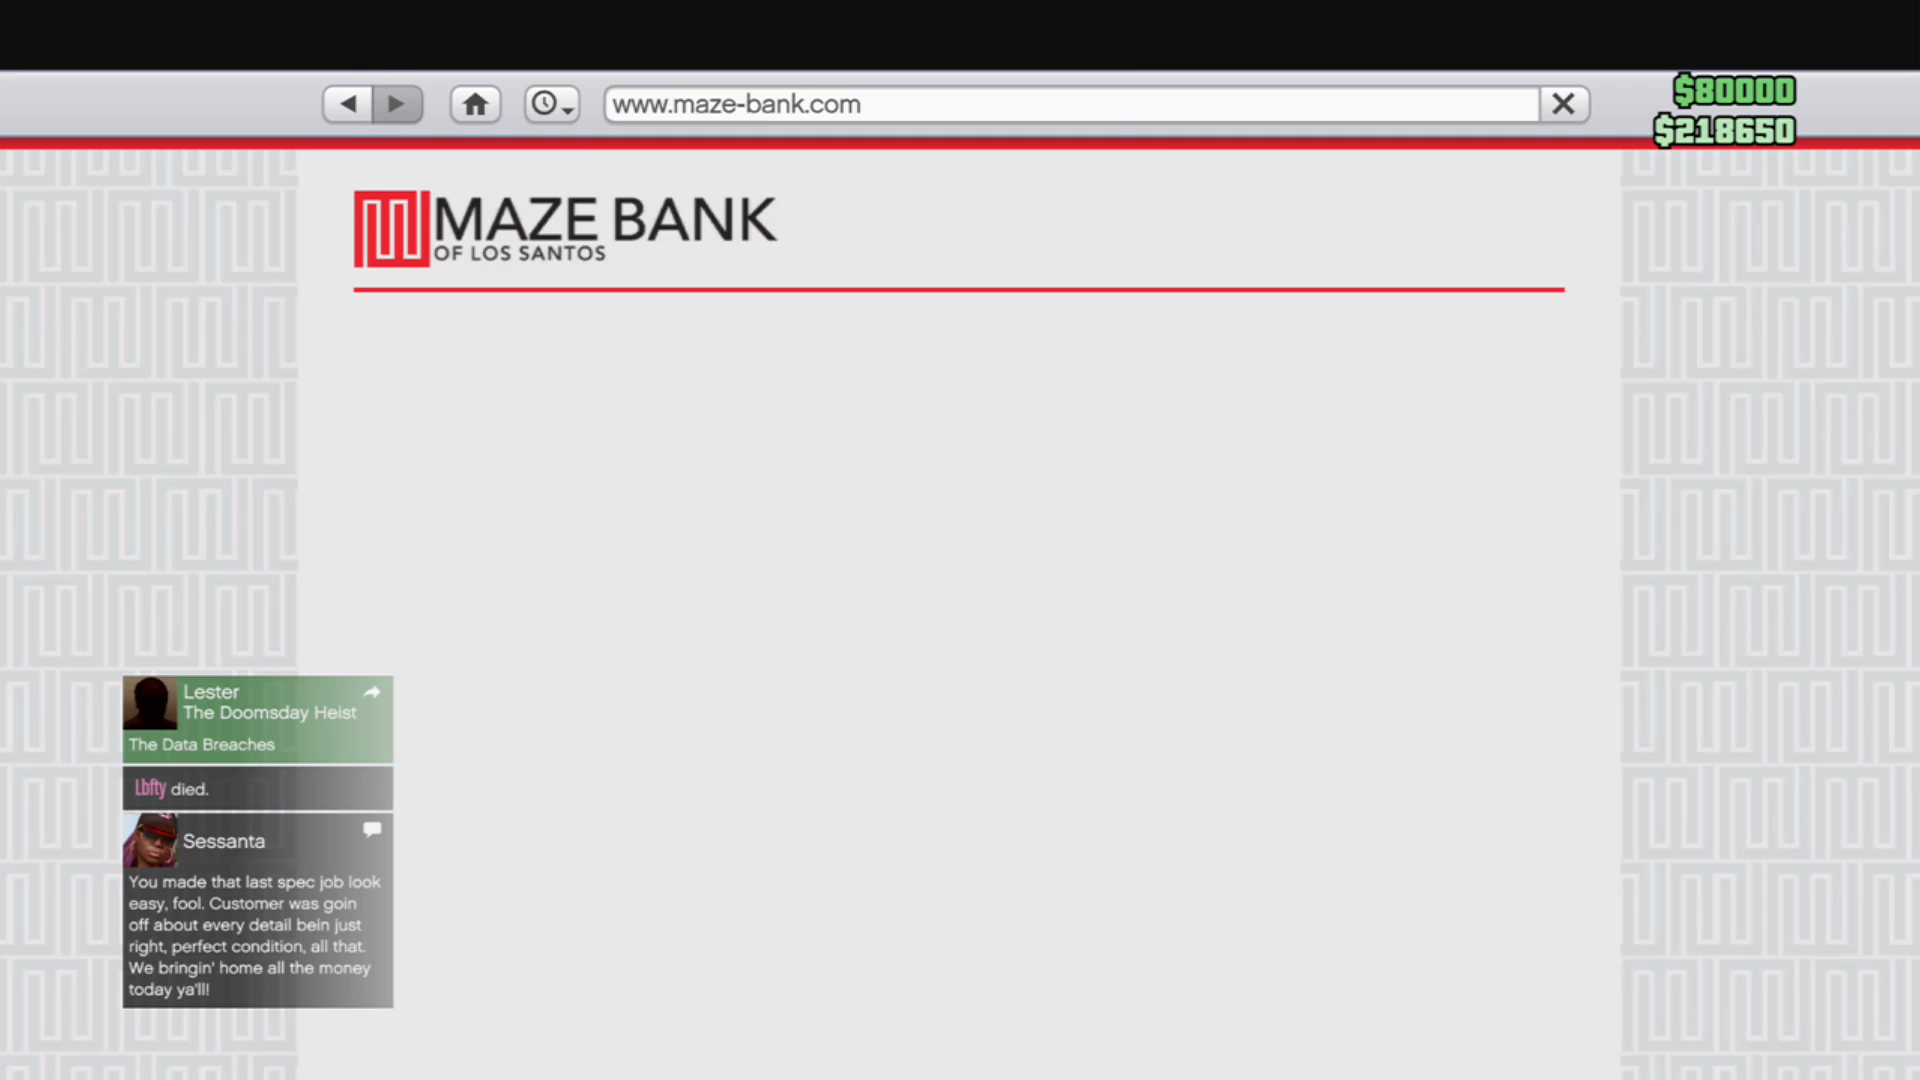 www.maze-bank.com
$80000
$218650
MAZE BANK
OF LOS SANTOS
Lester
The Doomsday Heist
The Data Breaches
Lbfty died.
Sessanta
You made that last spec job look
easy, fool. Customer was goin
off about every detail bein just
right, perfect condition, all that.
We bringin' home all the money
today ya'll!